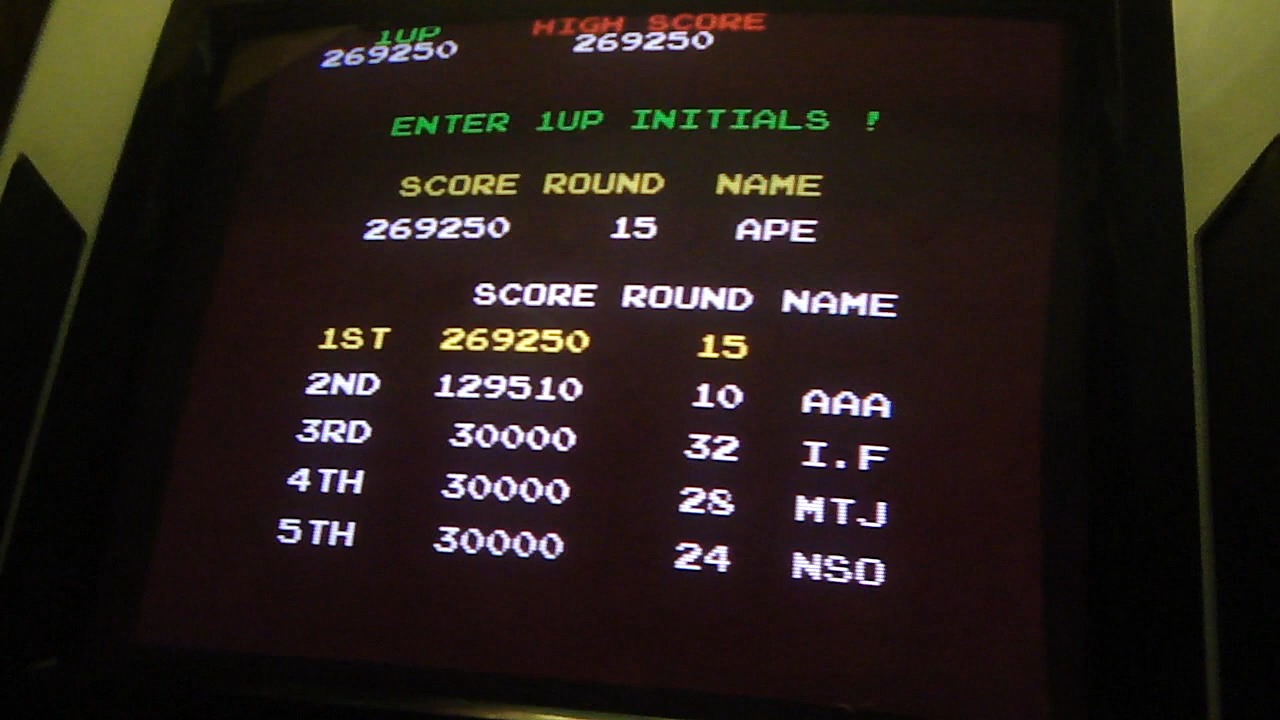 1UP HIGH SCORE
269250 269250
ENTER 1UP INITIALS !
SCORE ROUND NAME
269250 15 APE
SCORE ROUND NAME
1ST 269250 15
2ND 129510 10 AAA
3RD 30000 32 I.F
4TH 30000 28 MTJ
5TH 30000 24 NSO